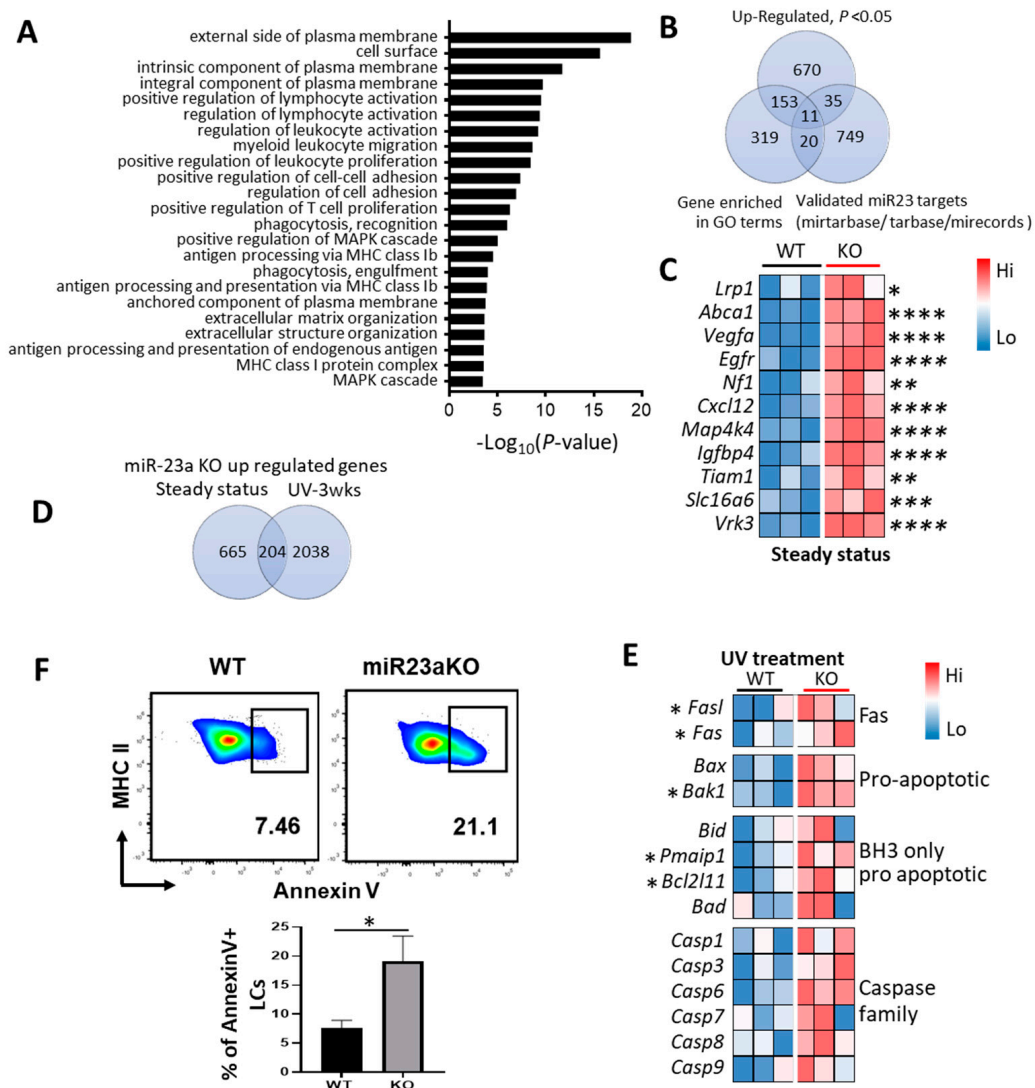 A
external side of plasma membrane
cell surface
intrinsic component of plasma membrane
integral component of plasma membrane
positive regulation of lymphocyte activation
regulation of lymphocyte activation
regulation of leukocyte activation
myeloid leukocyte migration
positive regulation of leukocyte proliferation
positive regulation of cell-cell adhesion
regulation of cell adhesion
positive regulation of T cell proliferation
phagocytosis, recognition
positive regulation of MAPK cascade
antigen processing via MHC class Ib
phagocytosis, engulfment
antigen processing and presentation via MHC class Ib
anchored component of plasma membrane
extracellular matrix organization
extracellular structure organization
antigen processing and presentation of endogenous antigen
MHC class I protein complex
MAPK cascade
0 5 10 15 20
-Log10(P-value)
B
Up-Regulated, P <0.05
670
153 35
11
319 20 749
Gene enriched Validated miR23 targets
in GO terms (mirtarbase/ tarbase/mirecords )
C
WT KO
Hi
Lo
Lrp1 *
Abca1 ****
Vegfa ****
Egfr ****
Nf1 **
Cxcl12 ****
Map4k4 ****
Igfbp4 ****
Tiam1 **
Slc16a6 ***
Vrk3 ****
Steady status
D
miR-23a KO up regulated genes
Steady status UV-3wks
665 204 2038
F
WT miR23aKO
MHC II
7.46 21.1
Annexin V
*
% of AnnexinV+
LCs
25
20
15
10
5
0
WT KO
E
UV treatment
WT KO
Hi
Lo
* Fasl
* Fas
Fas
Bax
* Bak1
Pro-apoptotic
Bid
* Pmaip1
* Bcl2l11
Bad
BH3 only
pro apoptotic
Casp1
Casp3
Casp6
Casp7
Casp8
Casp9
Caspase
family